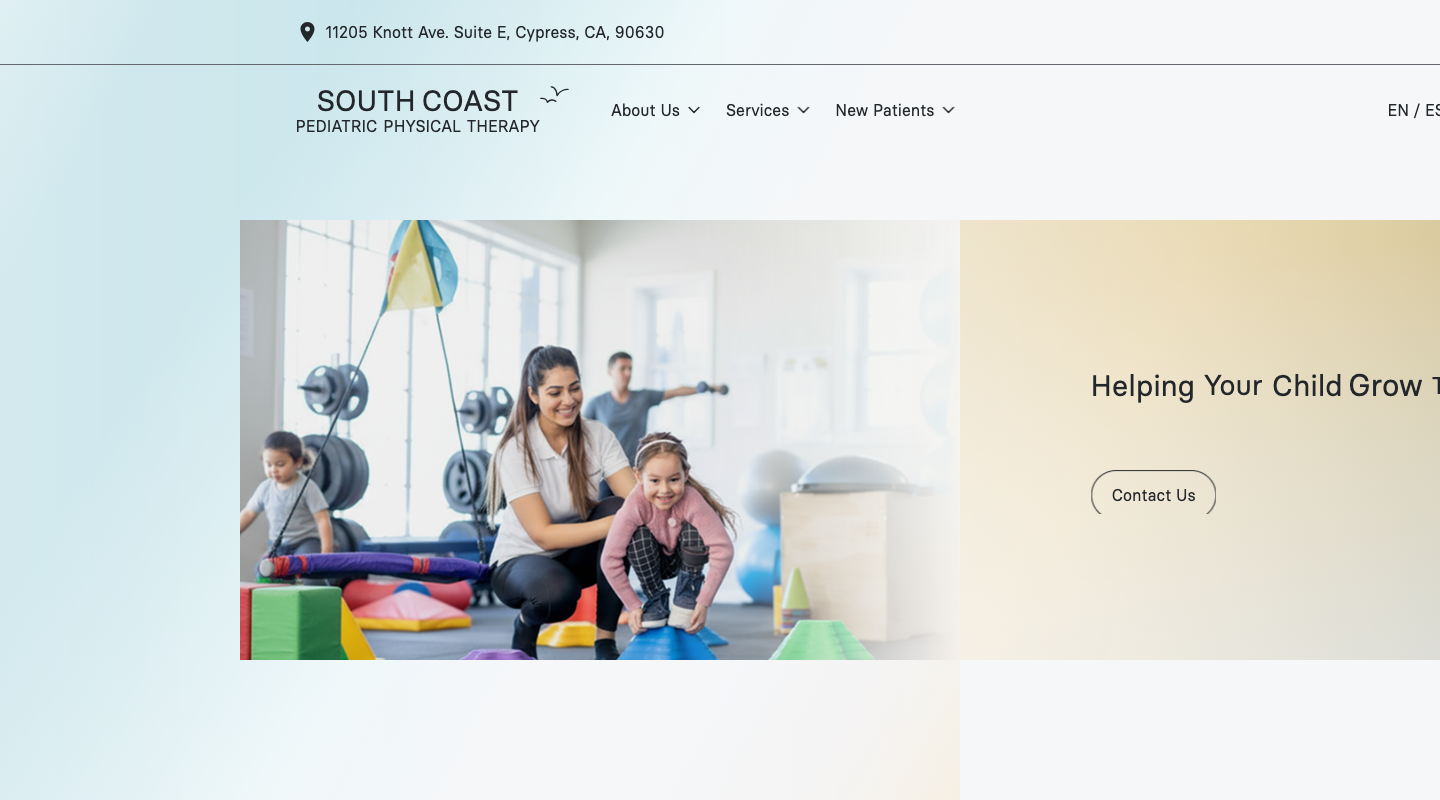 11205 Knott Ave. Suite E, Cypress, CA, 90630
SOUTH COAST
PEDIATRIC PHYSICAL THERAPY
About Us
Services
New Patients
EN / ES
Helping Your Child Grow
Contact Us